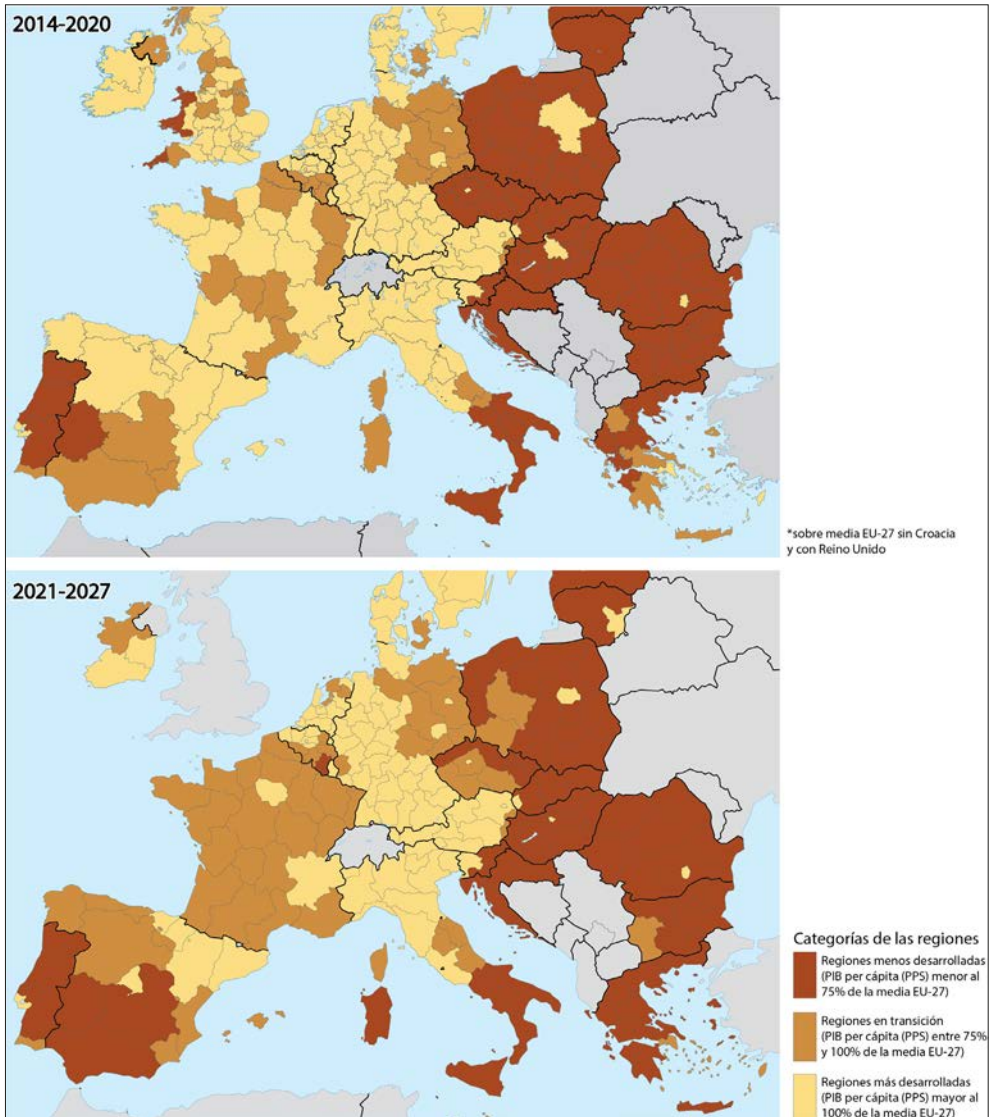 2014-2020
*sobre media EU-27 sin Croacia
y con Reino Unido
2021-2027
Categorías de las regiones
Regiones menos desarrolladas
(PIB per cápita (PPS) menor al
75% de la media EU-27)
Regiones en transición
(PIB per cápita (PPS) entre 75%
y 100% de la media EU-27)
Regiones más desarrolladas
(PIB per cápita (PPS) mayor al
100% de la media EU-27)